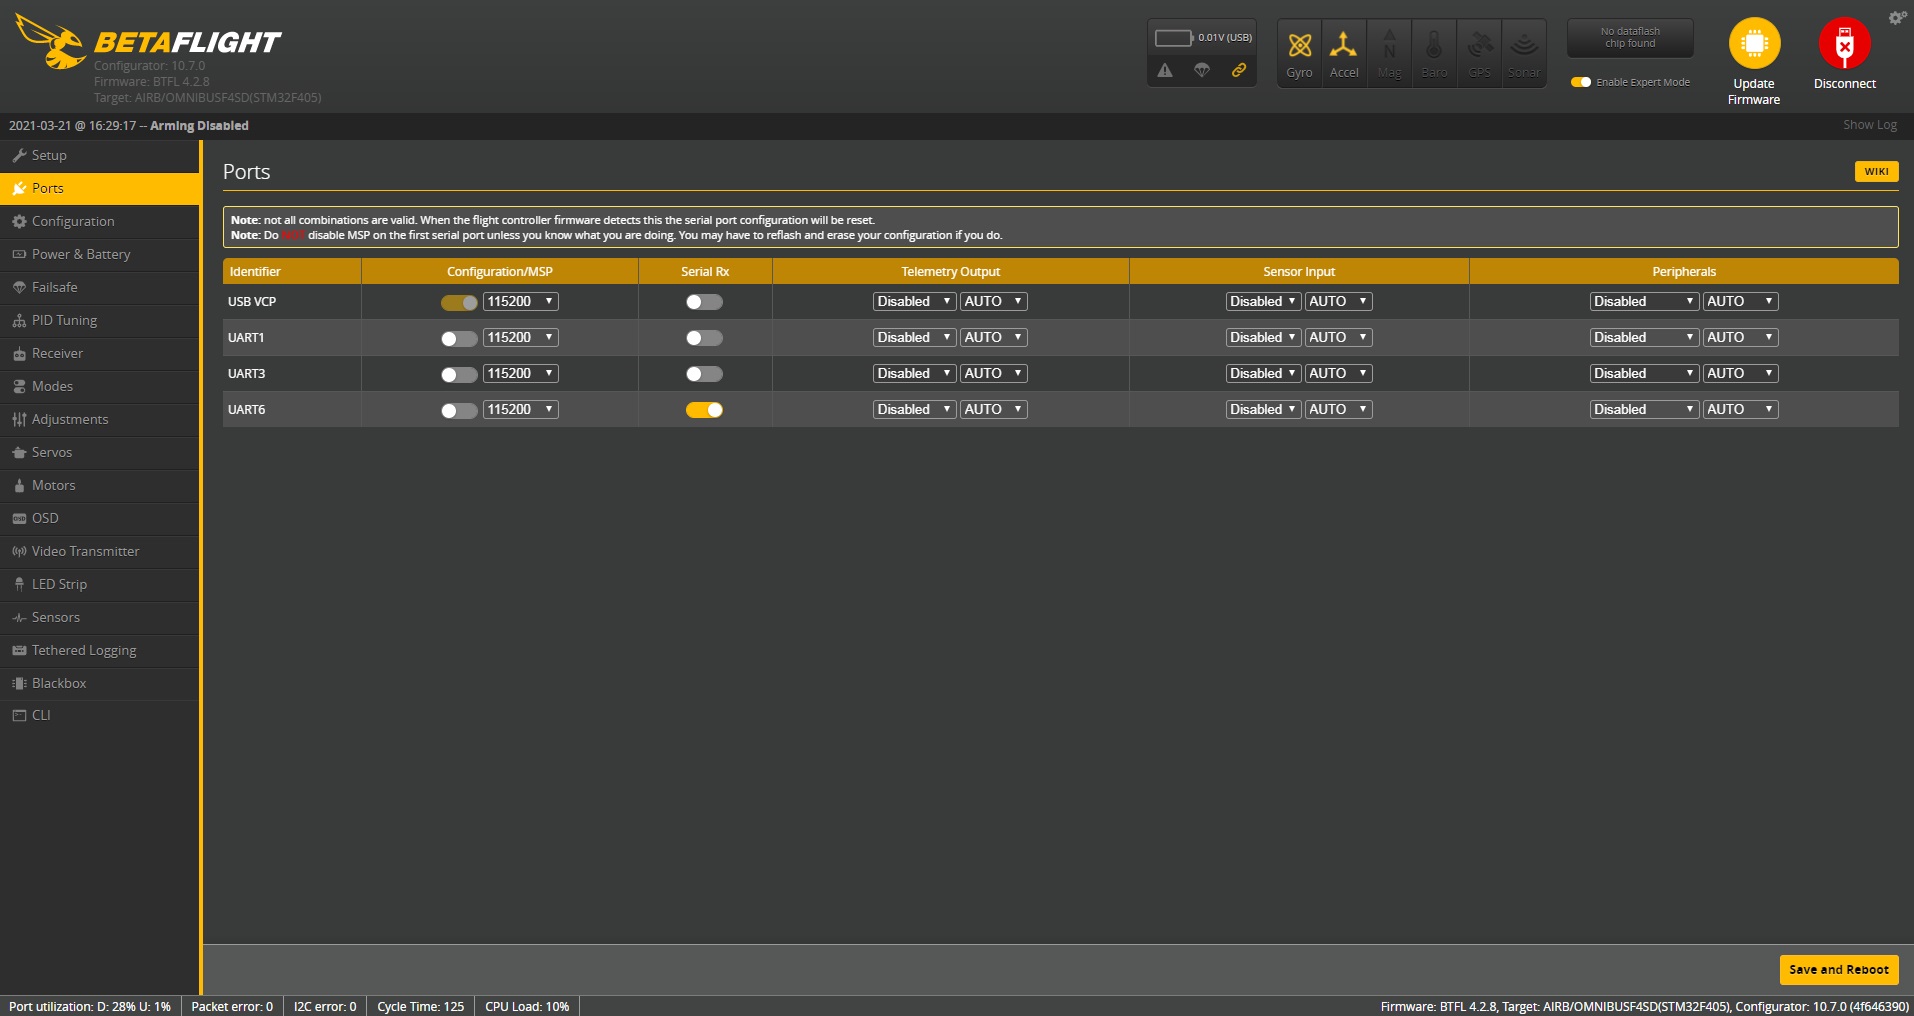 BETAFLIGHT
Configurator: 10.7.0
Firmware: BTFL 4.2.8
Target: AIRB/OMNIBUSF4SD(STM32F405)
0.01V (USB)
Gyro
Accel
Mag
Baro
GPS
Sonar
No dataflash
chip found
Enable Expert Mode
Update
Firmware
Disconnect
2021-03-21 @ 16:29:17 -- Arming Disabled
Show Log
Setup
Ports
Configuration
Power & Battery
Failsafe
PID Tuning
Receiver
Modes
Adjustments
Servos
Motors
OSD
Video Transmitter
LED Strip
Sensors
Tethered Logging
Blackbox
CLI
Ports
WIKI
Note: not all combinations are valid. When the flight controller firmware detects this the serial port configuration will be reset.
Note: Do NOT disable MSP on the first serial port unless you know what you are doing. You may have to reflash and erase your configuration if you do.
Identifier Configuration/MSP Serial Rx Telemetry Output Sensor Input Peripherals
USB VCP 115200 Disabled AUTO Disabled AUTO Disabled AUTO
UART1 115200 Disabled AUTO Disabled AUTO Disabled AUTO
UART3 115200 Disabled AUTO Disabled AUTO Disabled AUTO
UART6 115200 Disabled AUTO Disabled AUTO Disabled AUTO
Save and Reboot
Port utilization: D: 28% U: 1% Packet error: 0 I2C error: 0 Cycle Time: 125 CPU Load: 10% Firmware: BTFL 4.2.8, Target: AIRB/OMNIBUSF4SD(STM32F405), Configurator: 10.7.0 (4f646390)